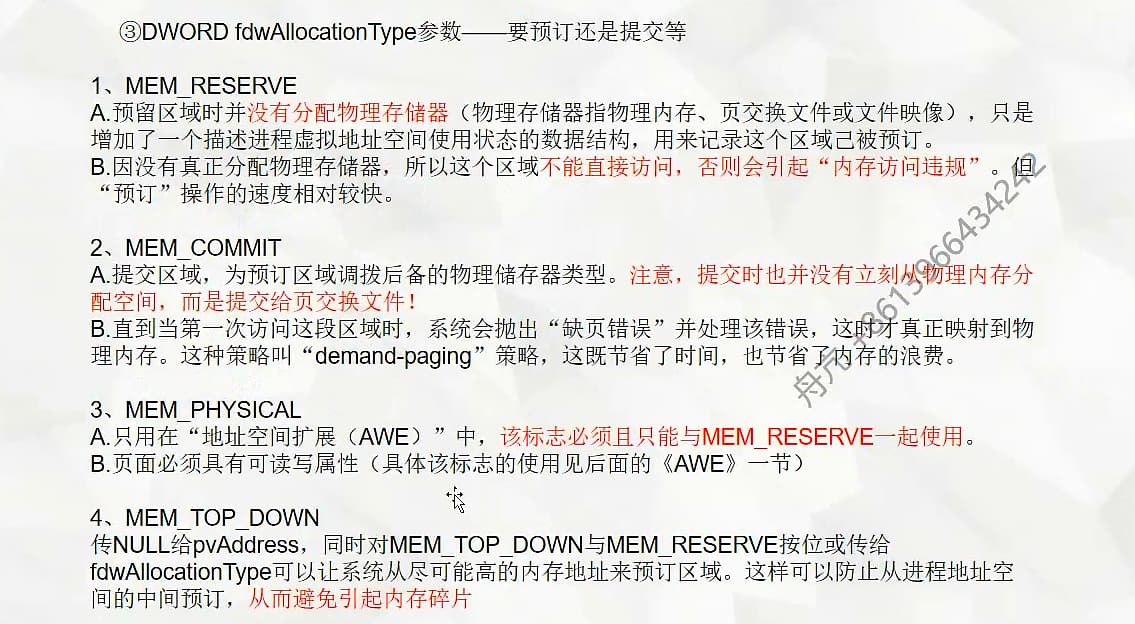 ③DWORD fdwAllocationType参数——要预订还是提交等
1、MEM_RESERVE
A.预留区域时并没有分配物理存储器（物理存储器指物理内存、页交换文件或文件映像），只是
增加了一个描述进程虚拟地址空间使用状态的数据结构，用来记录这个区域己被预订。
B.因没有真正分配物理存储器，所以这个区域不能直接访问，否则会引起“内存访问违规”。但
“预订”操作的速度相对较快。
2、MEM_COMMIT
A.提交区域，为预订区域调拨后备的物理储存器类型。注意，提交时也并没有立刻从物理内存分
配空间，而是提交给页交换文件！
B.直到当第一次访问这段区域时，系统会抛出“缺页错误”并处理该错误，这时才真正映射到物
理内存。这种策略叫“demand-paging”策略，这既节省了时间，也节省了内存的浪费。
3、MEM_PHYSICAL
A.只用在“地址空间扩展（AWE）”中，该标志必须且只能与MEM_RESERVE一起使用。
B.页面必须具有可读写属性（具体该标志的使用见后面的《AWE》一节）
4、MEM_TOP_DOWN
传NULL给pvAddress，同时对MEM_TOP_DOWN与MEM_RESERVE按位或传给
fdwAllocationType可以让系统从尽可能高的内存地址来预订区域。这样可以防止从进程地址空
间的中间预订，从而避免引起内存碎片
舟亢 +8613966434242